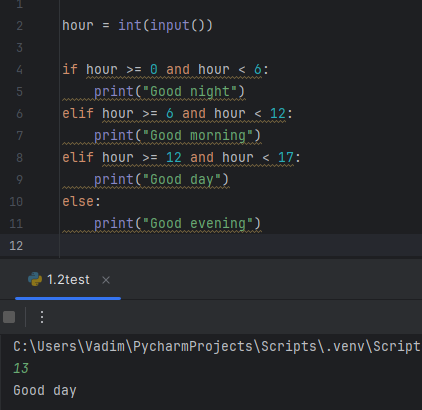 1
2 hour = int(input())
3
4 if hour >= 0 and hour < 6:
5 print("Good night")
6 elif hour >= 6 and hour < 12:
7 print("Good morning")
8 elif hour >= 12 and hour < 17:
9 print("Good day")
10 else:
11 print("Good evening")
12
1.2test ×
C:\Users\Vadim\PycharmProjects\Scripts\.venv\Script
13
Good day